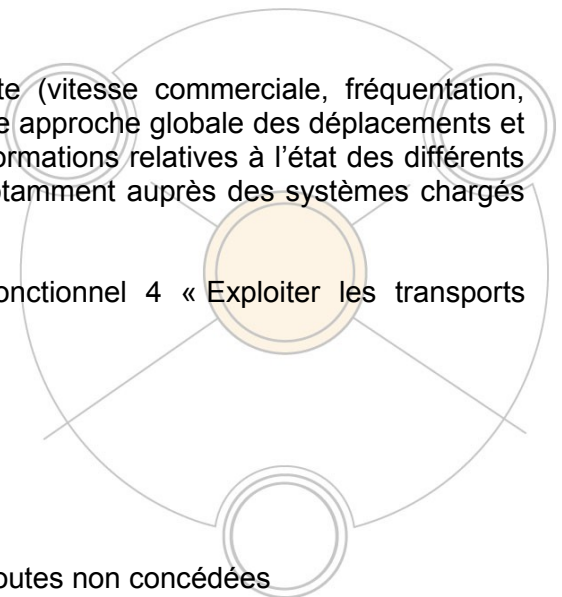 te (vitesse commerciale, fréquentation,
e approche globale des déplacements et
ormations relatives à l’état des différents
otamment auprès des systèmes chargés
onctionnel 4 « Exploiter les transports
outes non concédées